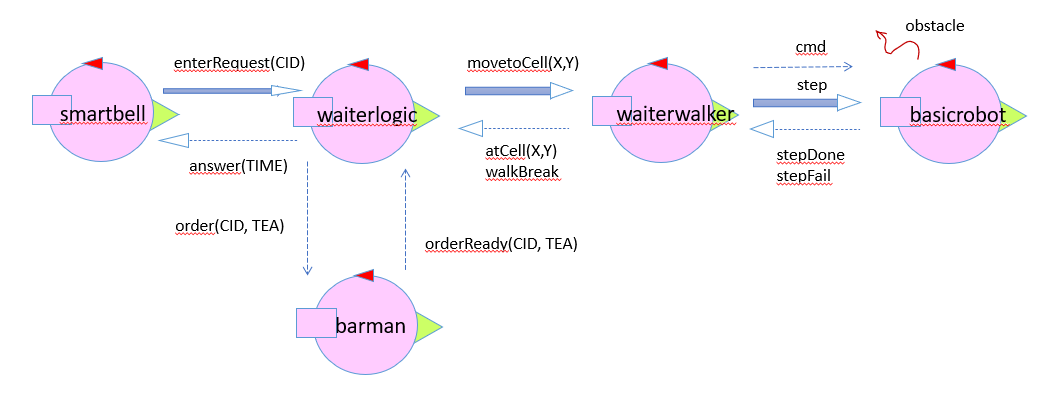 obstacle
enterRequest(CID)
movetoCell(X,Y)
cmd
step
smartbell
waiterlogic
waiterwalker
basicrobot
answer(TIME)
atCell(X,Y)
walkBreak
stepDone
stepFail
order(CID, TEA)
orderReady(CID, TEA)
barman